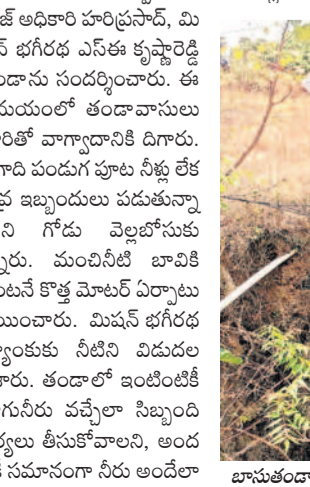 జ్ అధికారి హరిప్రసాద్, మి
న్ భగీరథ ఎస్ఈ కృష్ణారెడ్డి
ండాను సందర్శించారు. ఈ
మయంలో తండావాసులు
ారితో వాగ్వాదానికి దిగారు.
గాది పండుగ పూట నీళ్లు లేక
వ్ర ఇబ్బందులు పడుతున్నా
ని గోడు వెల్లబోసుకు
్నరు. మంచినీటి బావికి
ంటనే కొత్త మోటర్ ఏర్పాటు
యించారు. మిషన్ భగీరథ
్యాంకుకు నీటిని విడుదల
శారు. తండాలో ఇంటింటికీ
గునీరు వచ్చేలా సిబ్బంది
ర్యలు తీసుకోవాలని, అంద
కీ సమానంగా నీరు అందేలా
బాసుతండా